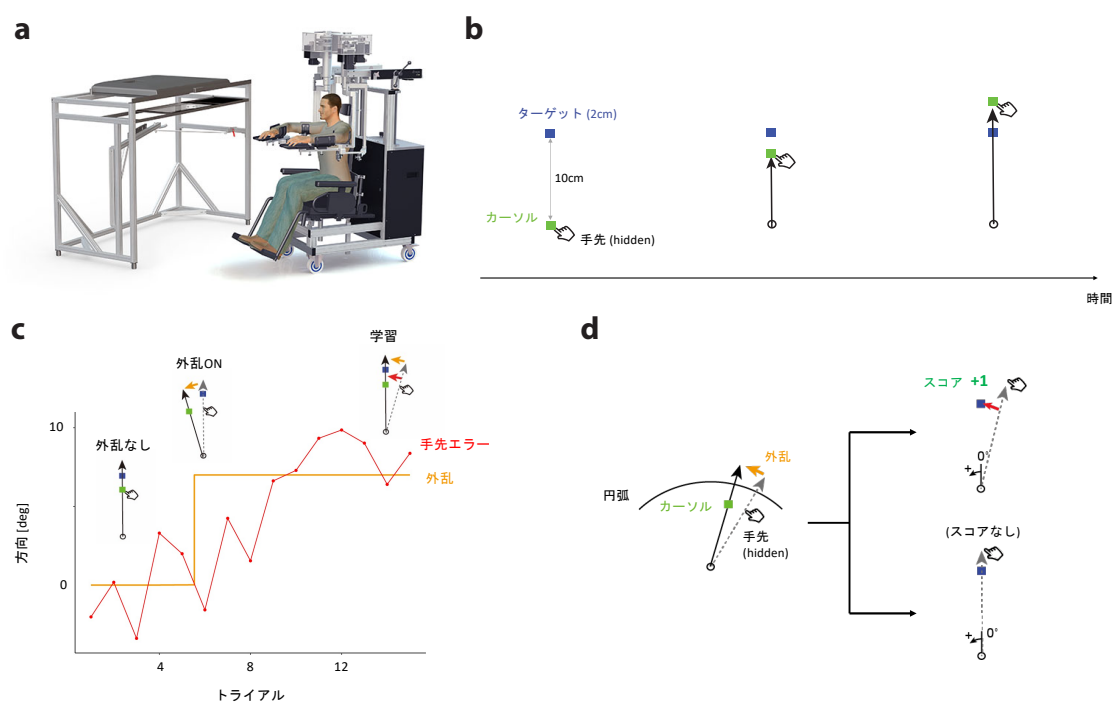 a
b
ターゲット (2cm)
10cm
カーソル
手先 (hidden)
時間
c
学習
外乱ON
外乱なし
10
手先エラー
外乱
方向 [deg]
0
4
8
12
トライアル
d
スコア +1
0°
+
外乱
円弧
カーソル
手先
(hidden)
(スコアなし)
+
0°